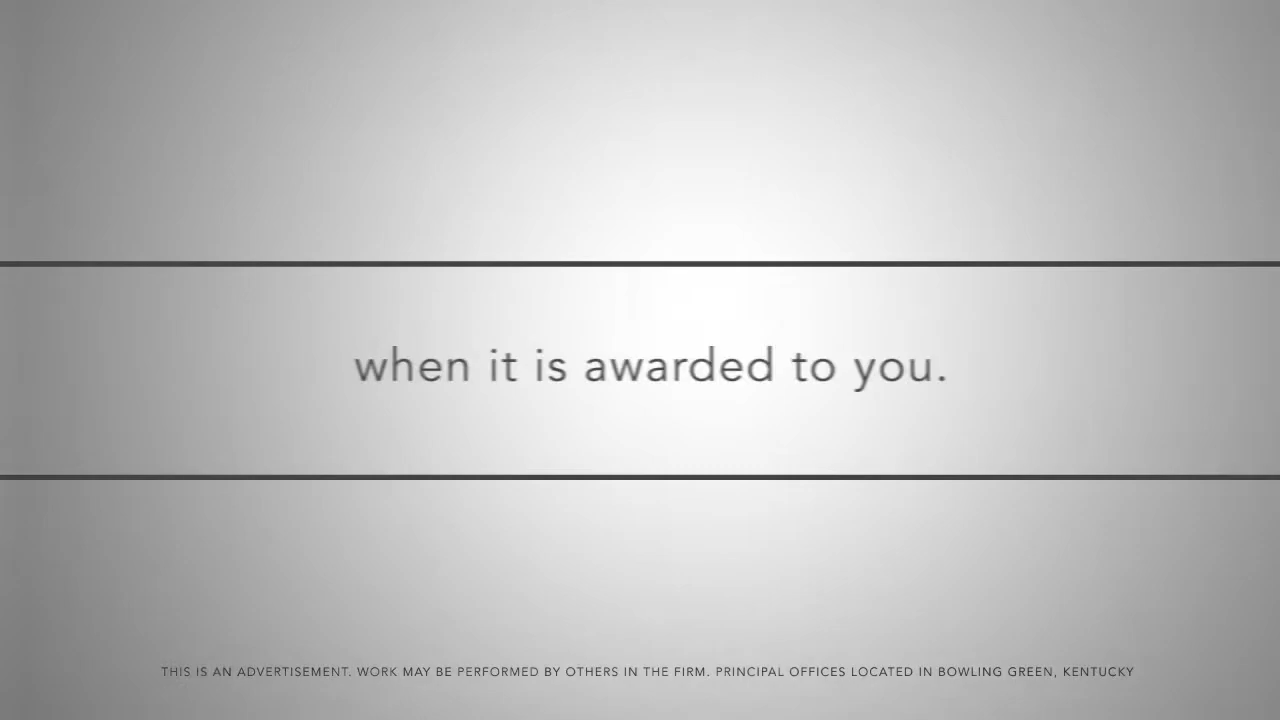 when it is awarded to you.
THIS IS AN ADVERTISEMENT. WORK MAY BE PERFORMED BY OTHERS IN THE FIRM. PRINCIPAL OFFICES LOCATED IN BOWLING GREEN, KENTUCKY